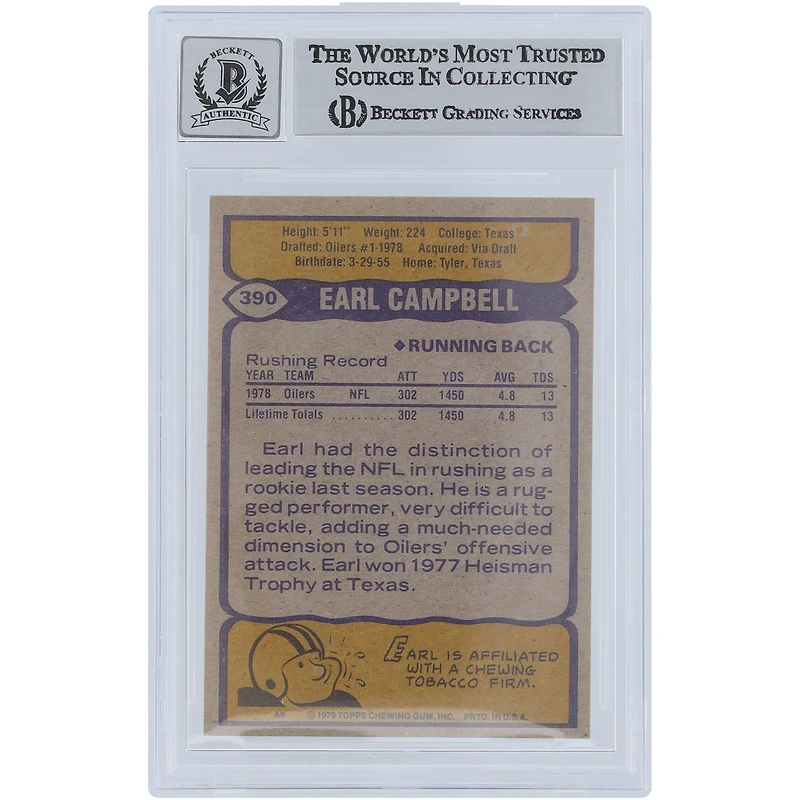 BECKETT
B
AUTHENTIC
THE WORLD'S MOST TRUSTED
SOURCE IN COLLECTING
B BECKETT GRADING SERVICES
Height: 5'11" Weight: 224 College: Texas
Drafted: Oilers #1-1978 Acquired: Via Draft
Birthdate: 3-29-55 Home: Tyler, Texas
390 EARL CAMPBELL
◆RUNNING BACK
Rushing Record
YEAR TEAM ATT YDS AVG TDS
1978 Oilers NFL 302 1450 4.8 13
Lifetime Totals .......... 302 1450 4.8 13
Earl had the distinction of
leading the NFL in rushing as a
rookie last season. He is a rug-
ged performer, very difficult to
tackle, adding a much-needed
dimension to Oilers' offensive
attack. Earl won 1977 Heisman
Trophy at Texas.
EARL IS AFFILIATED
WITH A CHEWING
TOBACCO FIRM.
© 1979 TOPPS CHEWING GUM, INC. PRTD. IN U.S.A.